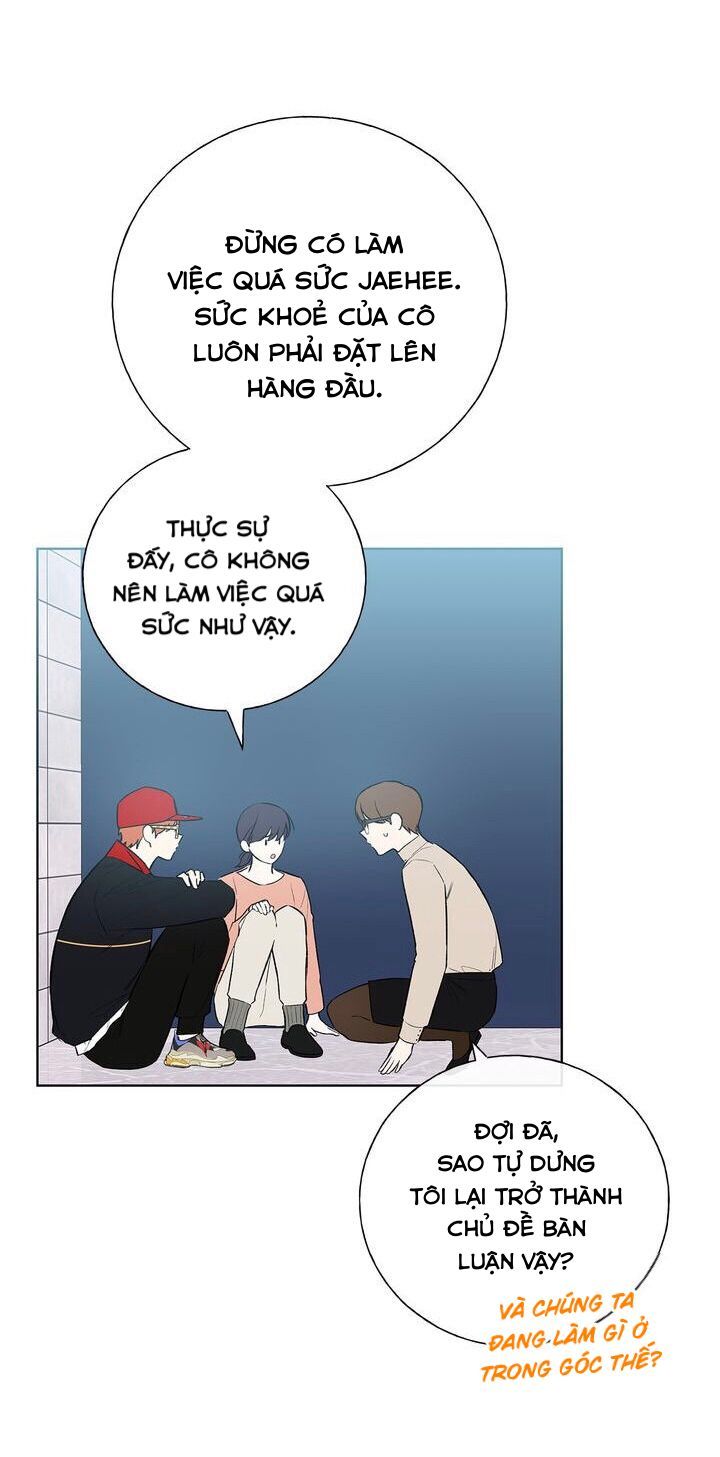 ĐỪNG CÓ LÀM
VIỆC QUÁ SỨC JAEHEE.
SỨC KHOẺ CỦA CÔ
LUÔN PHẢI ĐẶT LÊN
HÀNG ĐẦU.
THỰC SỰ
ĐẤY, CÔ KHÔNG
NÊN LÀM VIỆC QUÁ
SỨC NHƯ VẬY.
ĐỢI ĐÃ,
SAO TỰ DƯNG
TÔI LẠI TRỞ THÀNH
CHỦ ĐỀ BÀN
LUẬN VẬY?
VÀ CHÚNG TA
ĐANG LÀM GÌ Ở
TRONG GÓC THẾ?